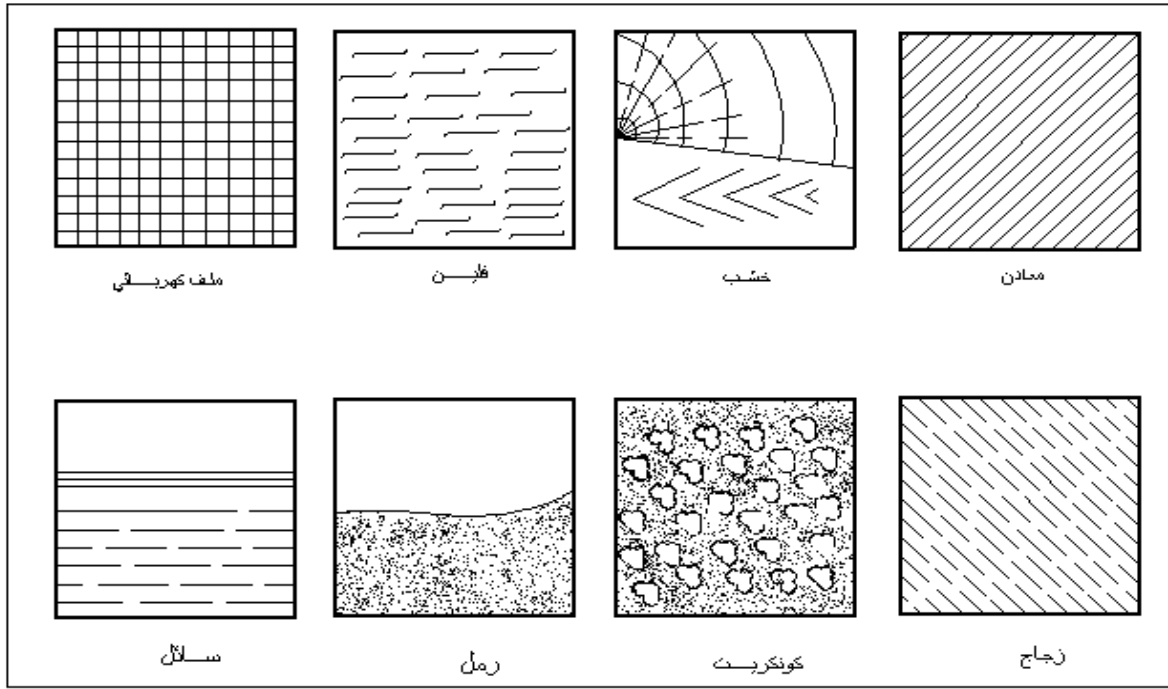 معادن
خشب
فلين
ملف كهربائي
زجاج
كونكريت
رمل
سائل